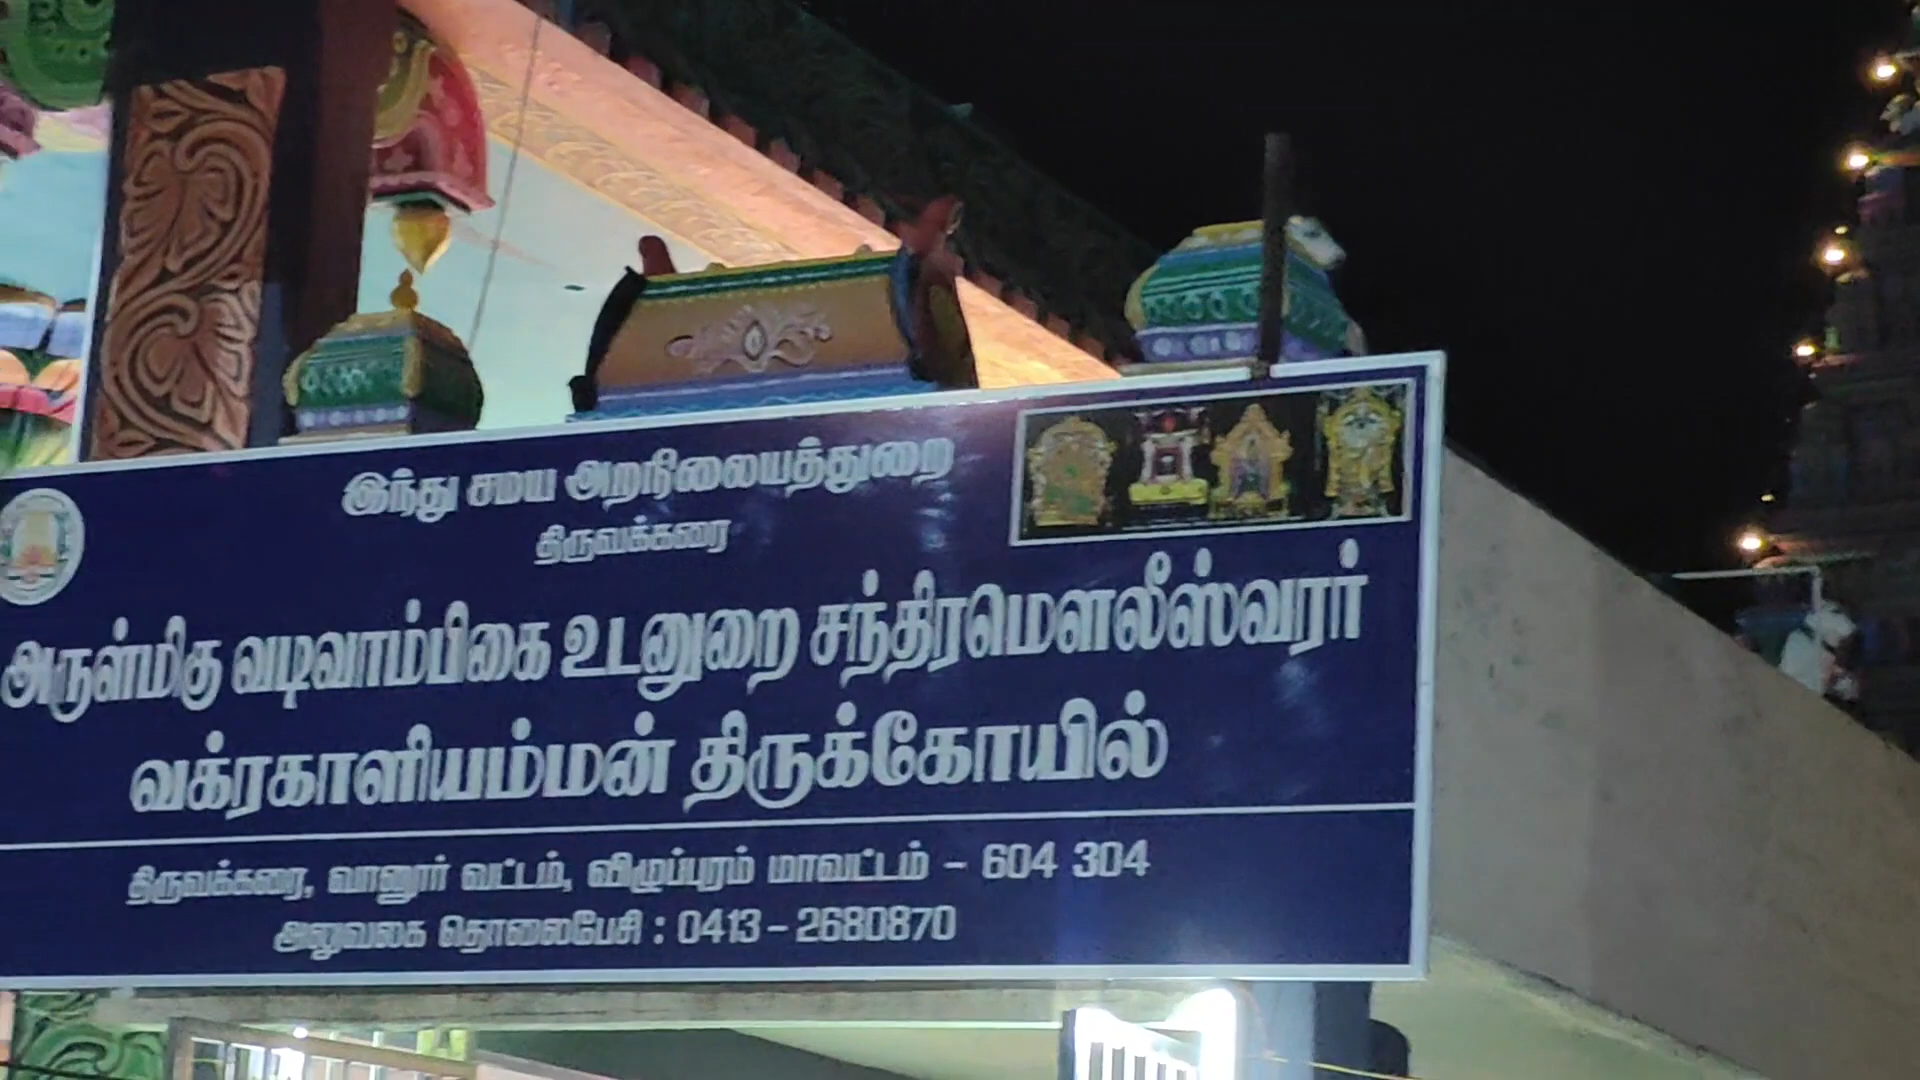 இந்து சமய அறநிலையத்துறை
திருவக்கரை
அருள்மிகு வடிவாம்பிகை உடனுறை சந்திரமௌலீஸ்வரர்
வக்ரகாளியம்மன் திருக்கோயில்
திருவக்கரை, வானூர் வட்டம், விழுப்புரம் மாவட்டம் - 604 304
அலுவலக தொலைபேசி : 0413-2680870